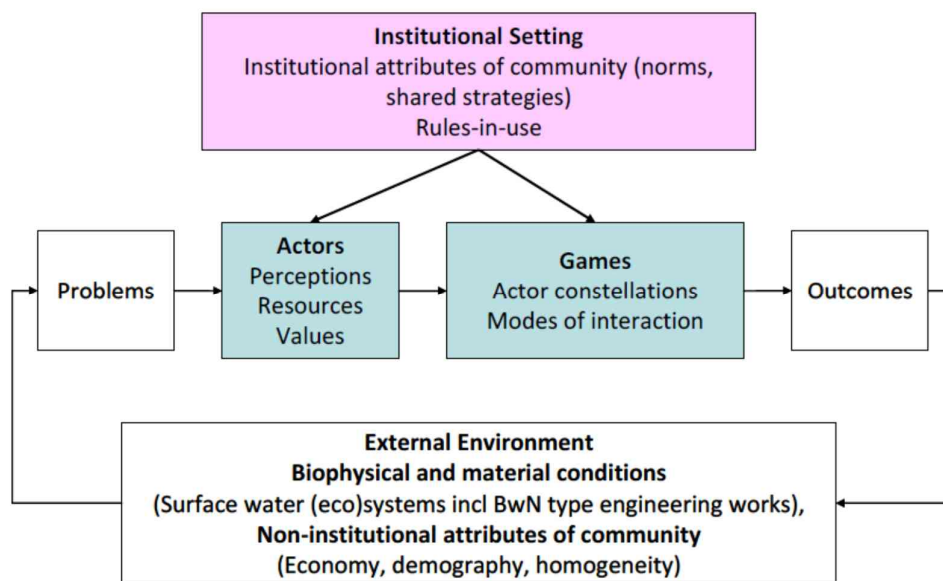 Institutional Setting
Institutional attributes of community (norms,
shared strategies)
Rules-in-use
Problems
Actors
Perceptions
Resources
Values
Games
Actor constellations
Modes of interaction
Outcomes
External Environment
Biophysical and material conditions
(Surface water (eco)systems incl BwN type engineering works),
Non-institutional attributes of community
(Economy, demography, homogeneity)